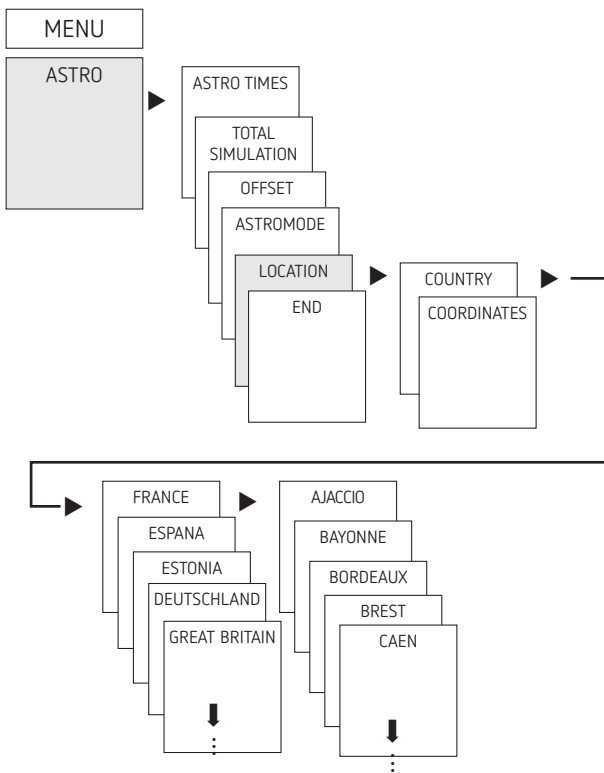 MENU
ASTRO
ASTRO TIMES
TOTAL
SIMULATION
OFFSET
ASTROMODE
LOCATION
END
COUNTRY
COORDINATES
FRANCE
ESPANA
ESTONIA
DEUTSCHLAND
GREAT BRITAIN
AJACCIO
BAYONNE
BORDEAUX
BREST
CAEN